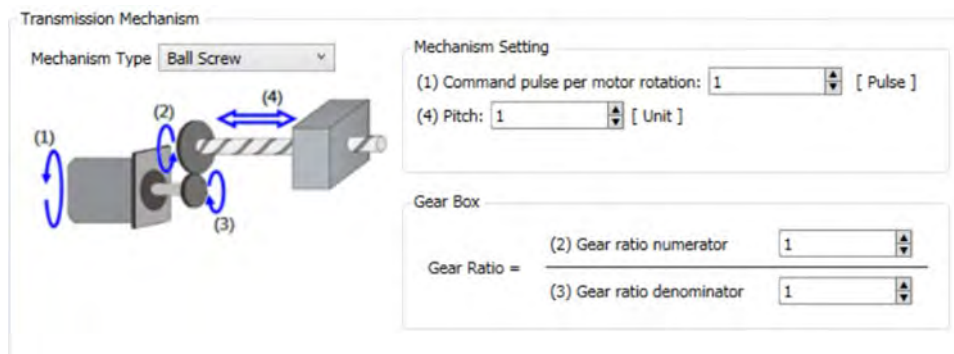 Transmission Mechanism
Mechanism Type Ball Screw
(1)
(2)
(4)
(3)
Mechanism Setting
(1) Command pulse per motor rotation: 1 [ Pulse ]
(4) Pitch: 1 [ Unit ]
Gear Box
Gear Ratio =
(2) Gear ratio numerator 1
(3) Gear ratio denominator 1